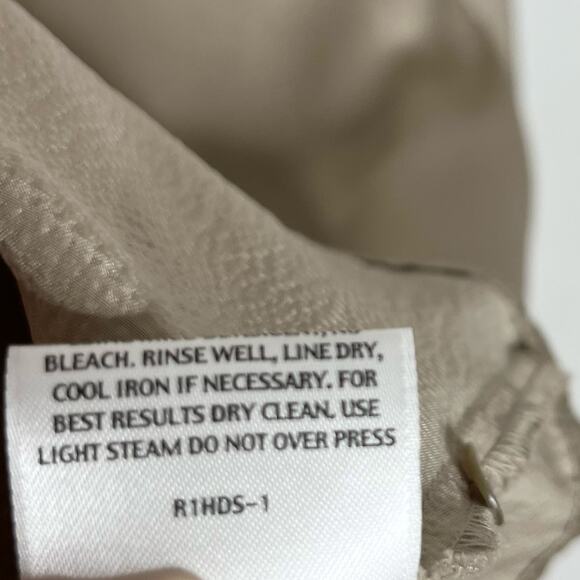 BLEACH. RINSE WELL, LINE DRY,
COOL IRON IF NECESSARY. FOR
BEST RESULTS DRY CLEAN. USE
LIGHT STEAM DO NOT OVER PRESS
R1HDS-1